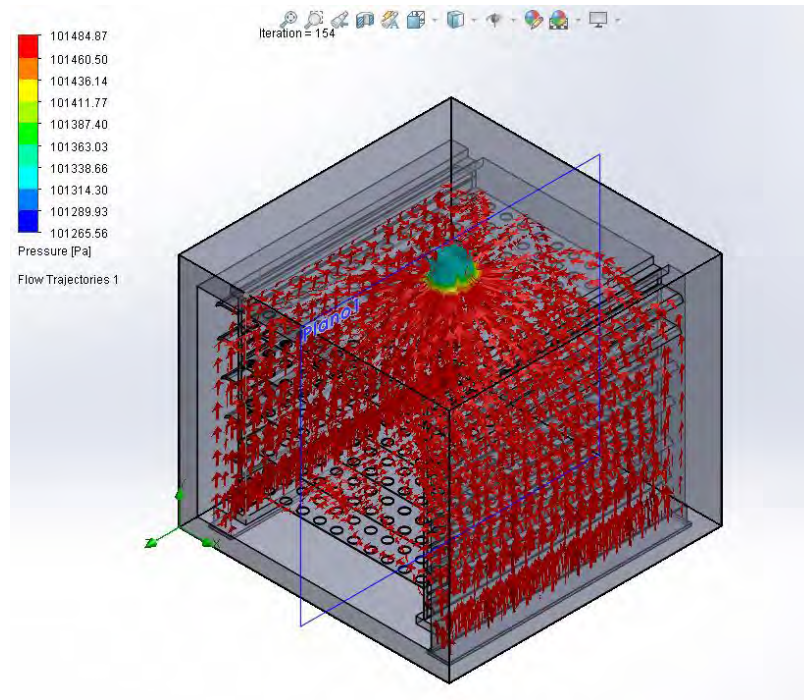 Iteration = 154
101484.87
101460.50
101436.14
101411.77
101387.40
101363.03
101338.66
101314.30
101289.93
101265.56
Pressure [Pa]
Flow Trajectories 1
Plano1
Z
X